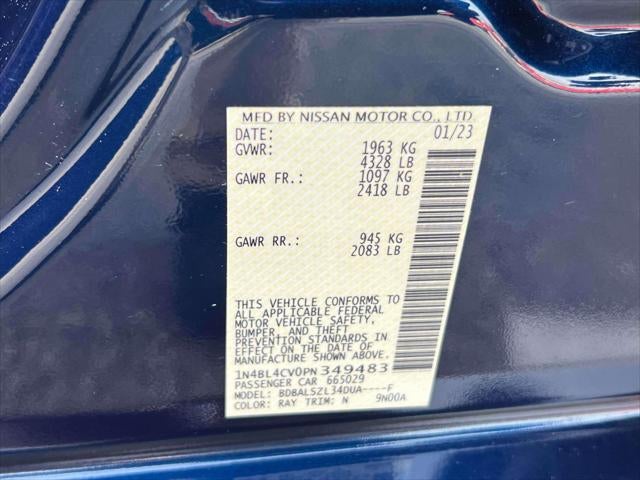 MFD BY NISSAN MOTOR CO., LTD.
DATE: 01/23
GVWR: 1963 KG
4328 LB
GAWR FR.: 1097 KG
2418 LB
GAWR RR.: 945 KG
2083 LB
THIS VEHICLE CONFORMS TO
ALL APPLICABLE FEDERAL
MOTOR VEHICLE SAFETY,
BUMPER, AND THEFT
PREVENTION STANDARDS IN
EFFECT ON THE DATE OF
MANUFACTURE SHOWN ABOVE.
1N4BL4CV0PN349483
PASSENGER CAR 665029
MODEL: BDBALSZL34DUA----F
COLOR: RAY TRIM: N 9N00A